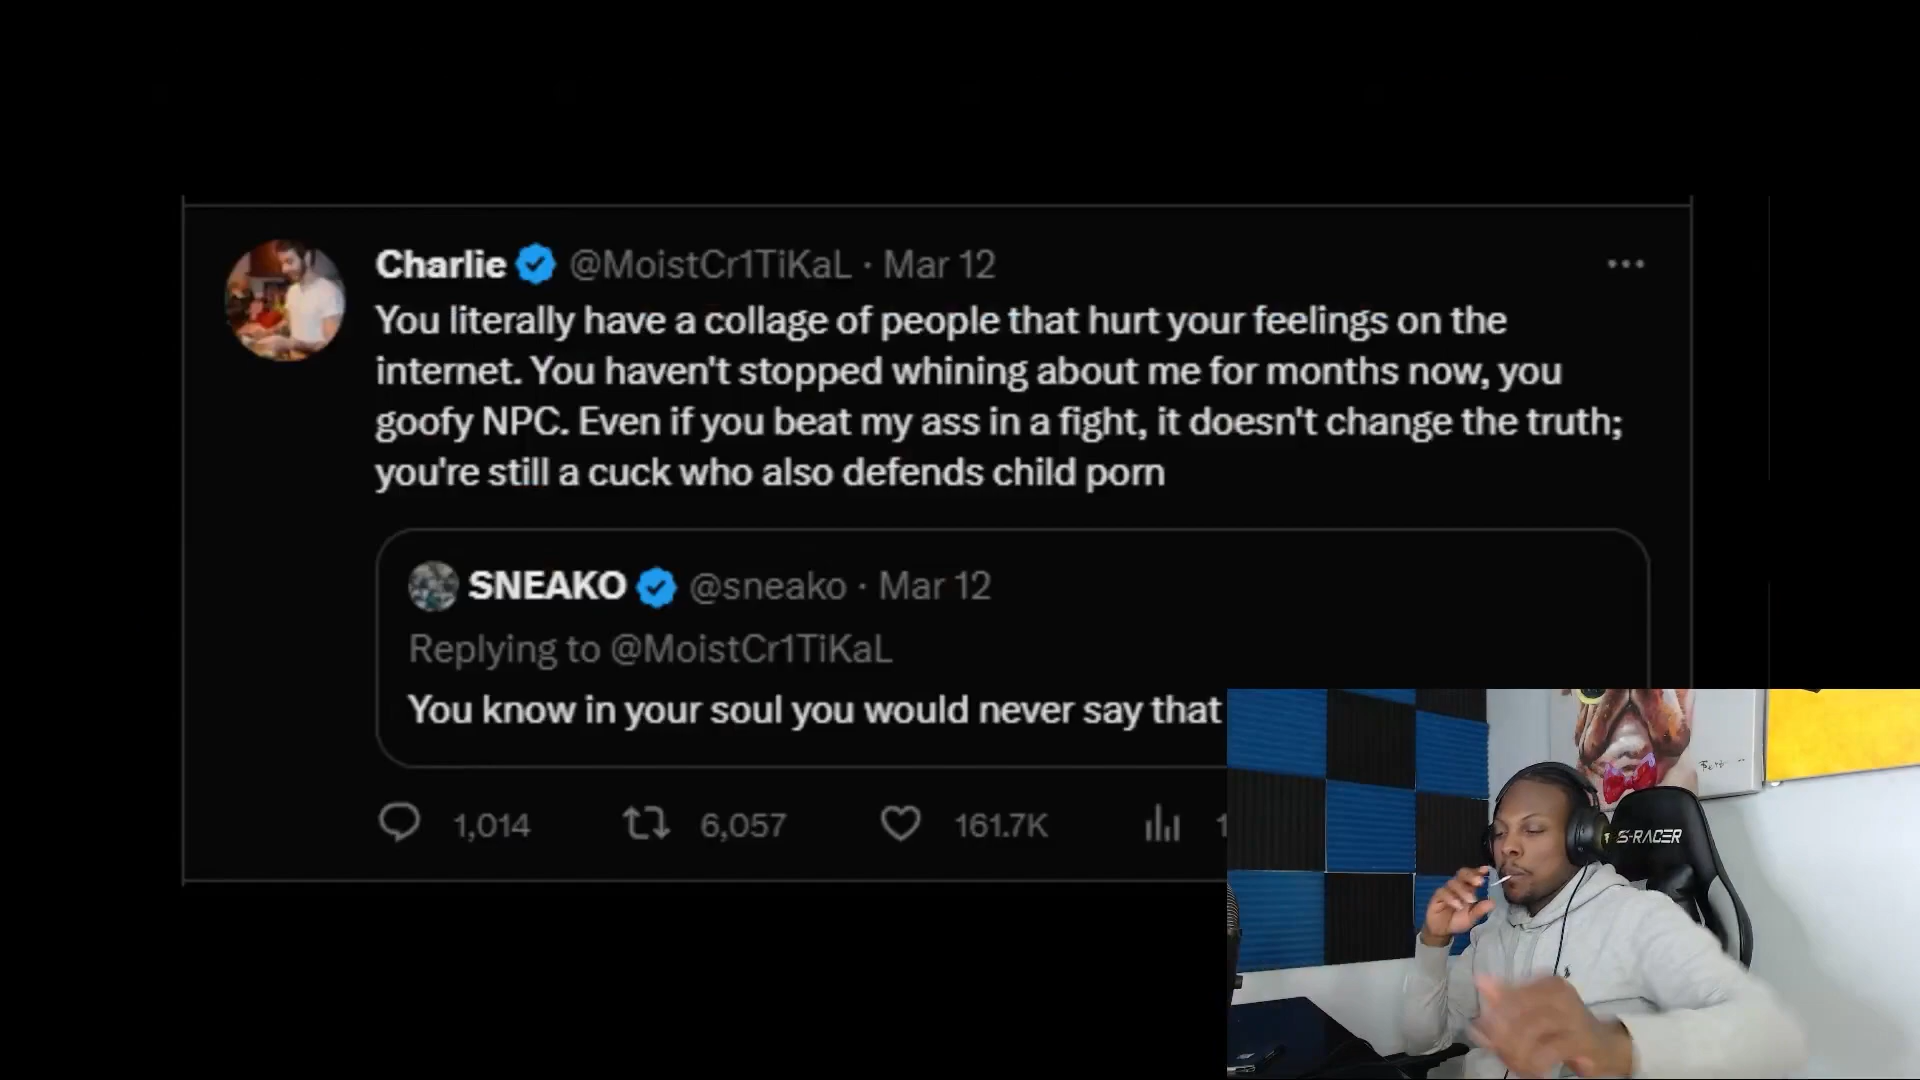 Charlie @MoistCr1TiKaL · Mar 12
You literally have a collage of people that hurt your feelings on the
internet. You haven't stopped whining about me for months now, you
goofy NPC. Even if you beat my ass in a fight, it doesn't change the truth;
you're still a cuck who also defends child porn
SNEAKO @sneako · Mar 12
Replying to @MoistCr1TiKaL
You know in your soul you would never say that
1,014 6,057 161.7K 1
S-RACER